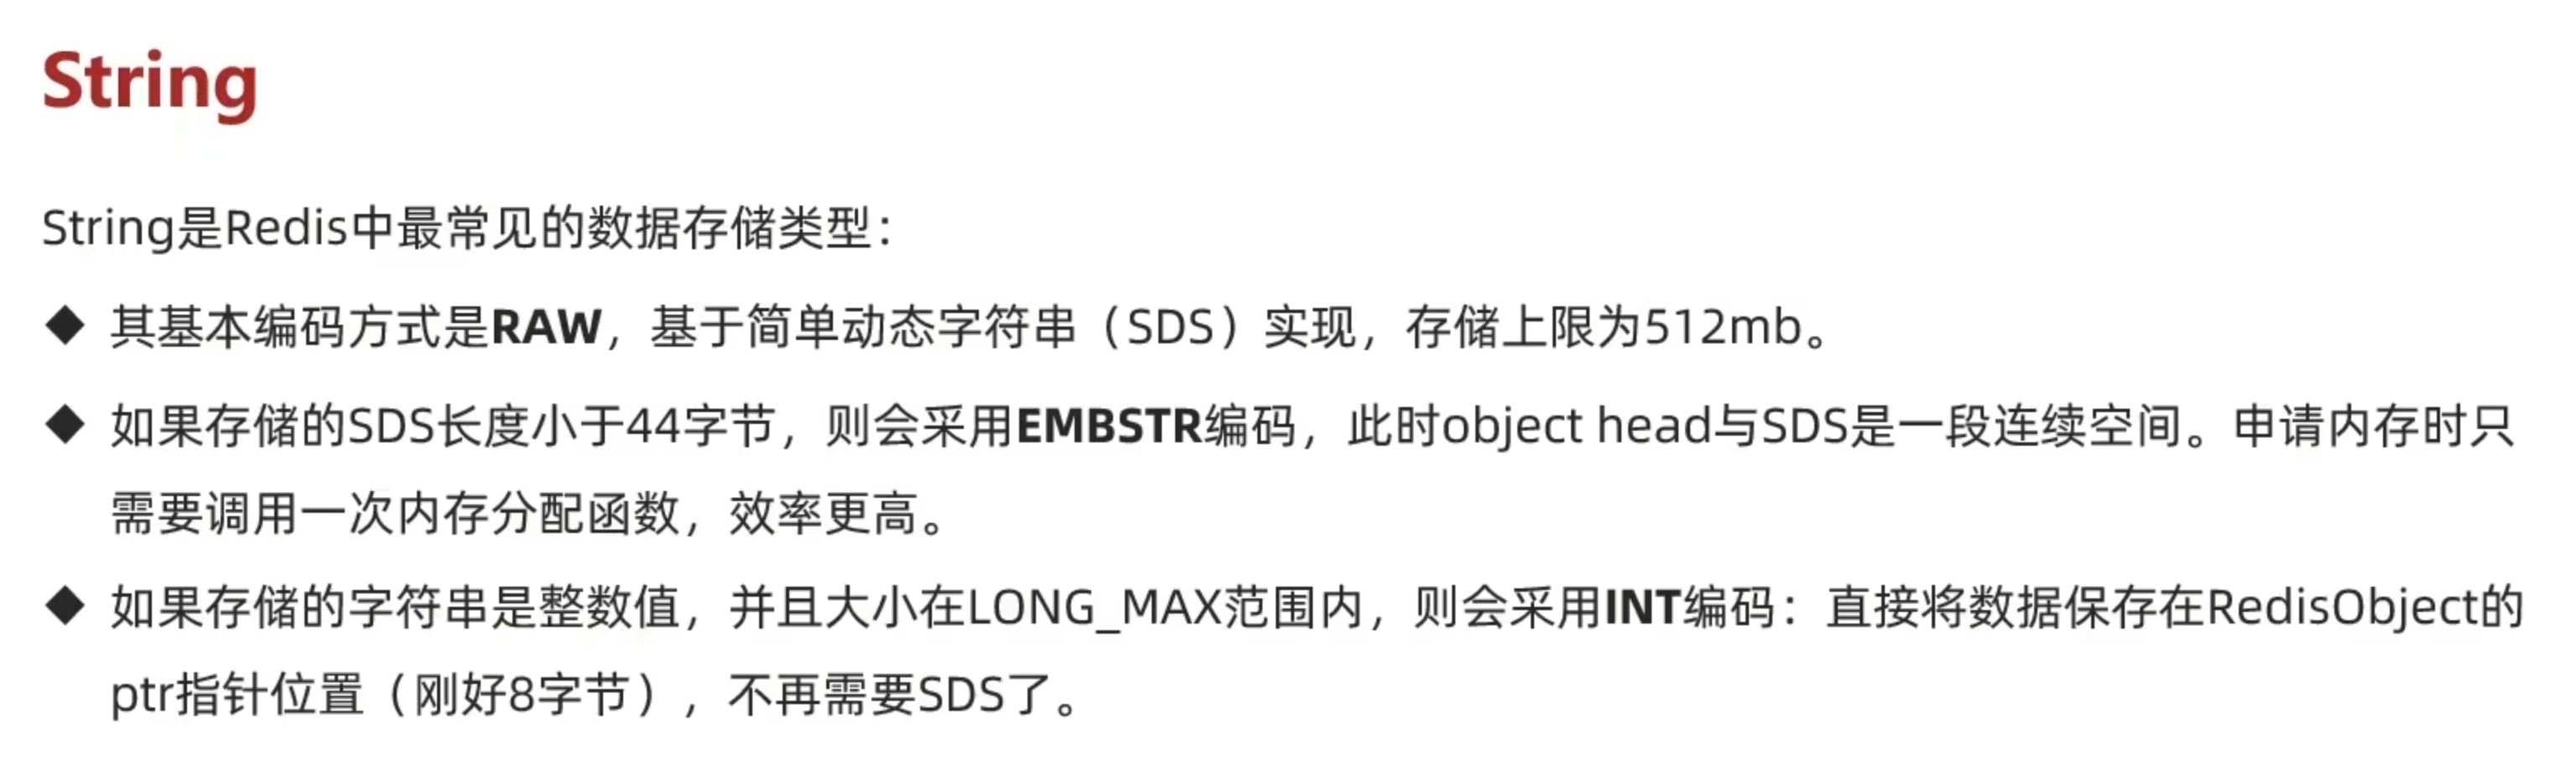 String
String是Redis中最常见的数据存储类型：
◆ 其基本编码方式是RAW，基于简单动态字符串（SDS）实现，存储上限为512mb。
◆ 如果存储的SDS长度小于44字节，则会采用EMBSTR编码，此时object head与SDS是一段连续空间。申请内存时只
需要调用一次内存分配函数，效率更高。
◆ 如果存储的字符串是整数值，并且大小在LONG_MAX范围内，则会采用INT编码：直接将数据保存在RedisObject的
ptr指针位置（刚好8字节），不再需要SDS了。